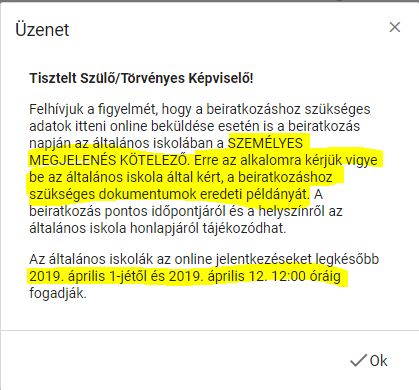 Üzenet
Tisztelt Szülő/Törvényes Képviselő!
Felhívjuk a figyelmét, hogy a beiratkozáshoz szükséges
adatok itteni online beküldése esetén is a beiratkozás
napján az általános iskolában a SZEMÉLYES
MEGJELENÉS KÖTELEZŐ. Erre az alkalomra kérjük vigye
be az általános iskola által kért, a beiratkozáshoz
szükséges dokumentumok eredeti példányát. A
beiratkozás pontos időpontjáról és a helyszínről az
általános iskola honlapjáról tájékozódhat.
Az általános iskolák az online jelentkezéseket legkésőbb
2019. április 1-jétől és 2019. április 12. 12:00 óráig
fogadják.
Ok